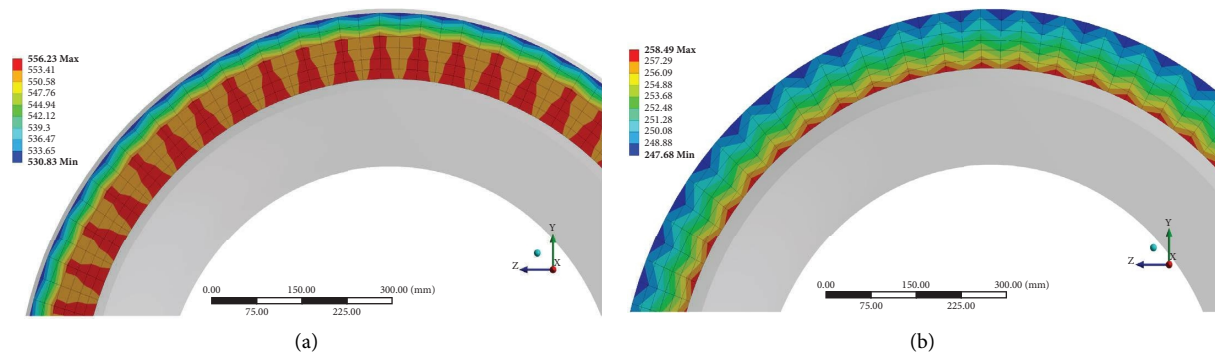 556.23 Max
553.41
550.58
547.76
544.94
542.12
539.3
536.47
533.65
530.83 Min
Y
Z
X
0.00 150.00 300.00 (mm)
75.00 225.00
(a)
258.49 Max
257.29
256.09
254.88
253.68
252.48
251.28
250.08
248.88
247.68 Min
Y
Z
X
0.00 150.00 300.00 (mm)
75.00 225.00
(b)